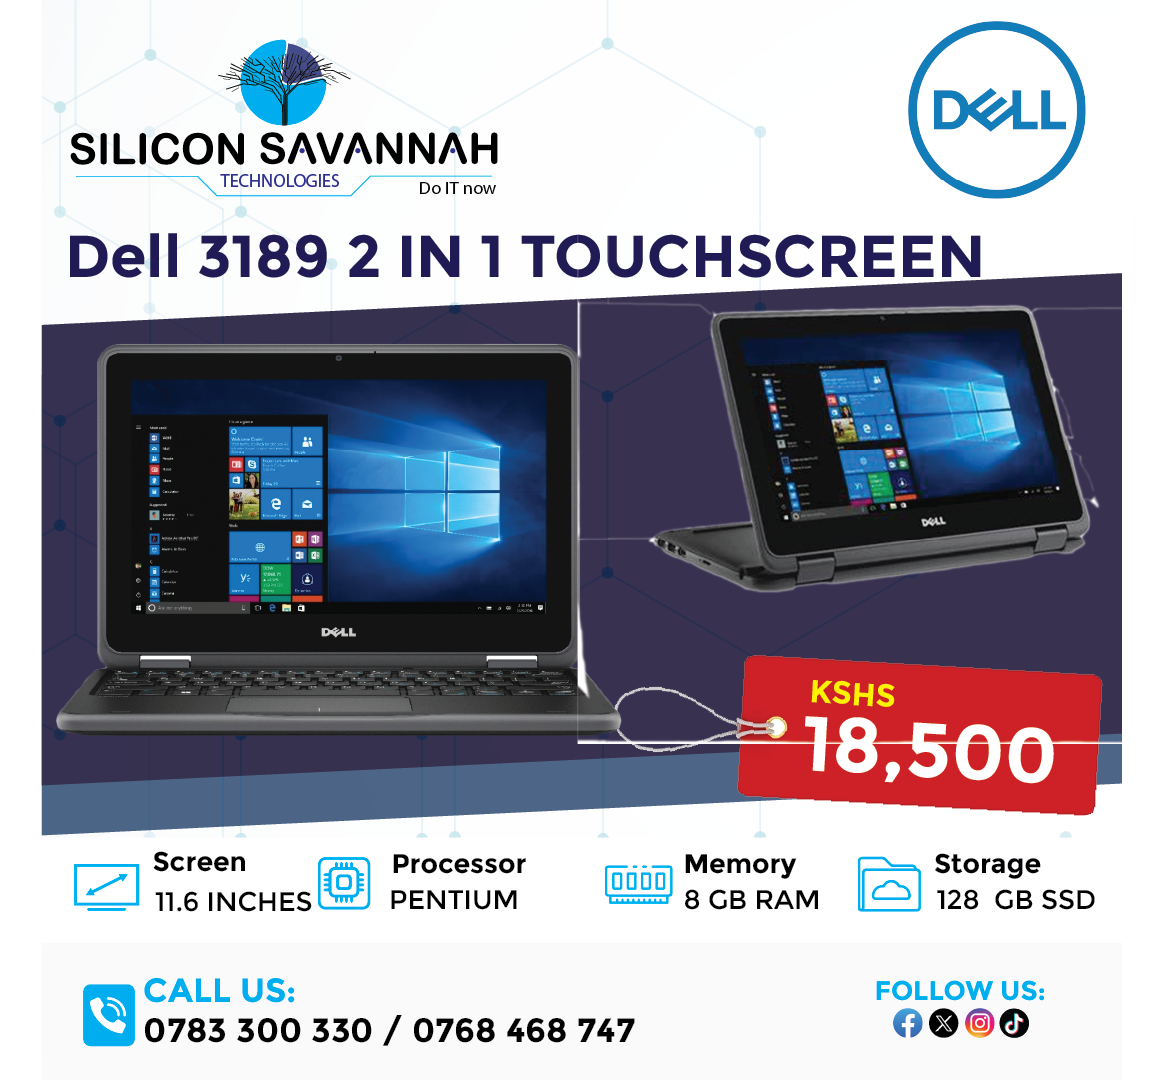 SILICON SAVANNAH
TECHNOLOGIES
Do IT now
DELL
Dell 3189 2 IN 1 TOUCHSCREEN
DELL
DELL
KSHS
18,500
Screen
11.6 INCHES
Processor
PENTIUM
Memory
8 GB RAM
Storage
128 GB SSD
CALL US:
0783 300 330 / 0768 468 747
FOLLOW US: